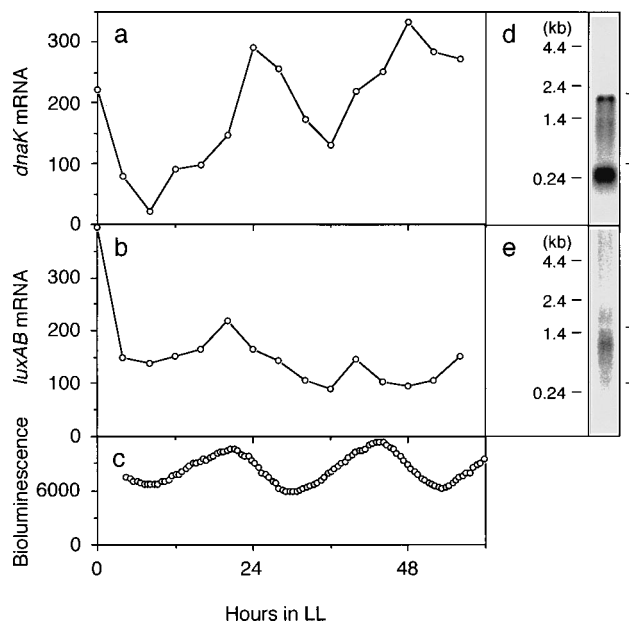 a
dnaK mRNA
300
200
100
0
b
luxAB mRNA
300
200
100
0
c
Bioluminescence
6000
0
0
24
48
Hours in LL
d
(kb)
4.4
2.4
1.4
0.24
e
(kb)
4.4
2.4
1.4
0.24